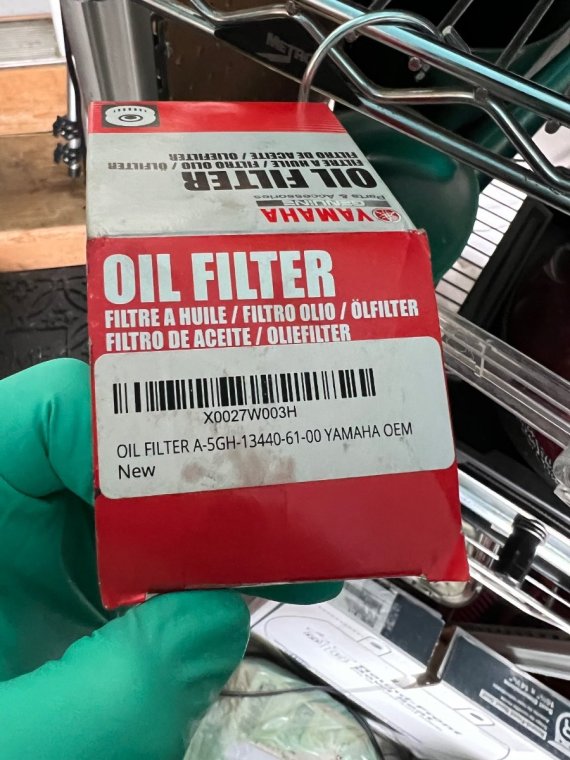 YAMAHA
GENUINE
Parts & Accessories
OIL FILTER
FILTRE A HUILE / FILTRO OLIO / ÖLFILTER
FILTRO DE ACEITE / OLIEFILTER
OIL FILTER
FILTRE A HUILE / FILTRO OLIO / ÖLFILTER
FILTRO DE ACEITE / OLIEFILTER
X0027W003H
OIL FILTER A-5GH-13440-61-00 YAMAHA OEM
New